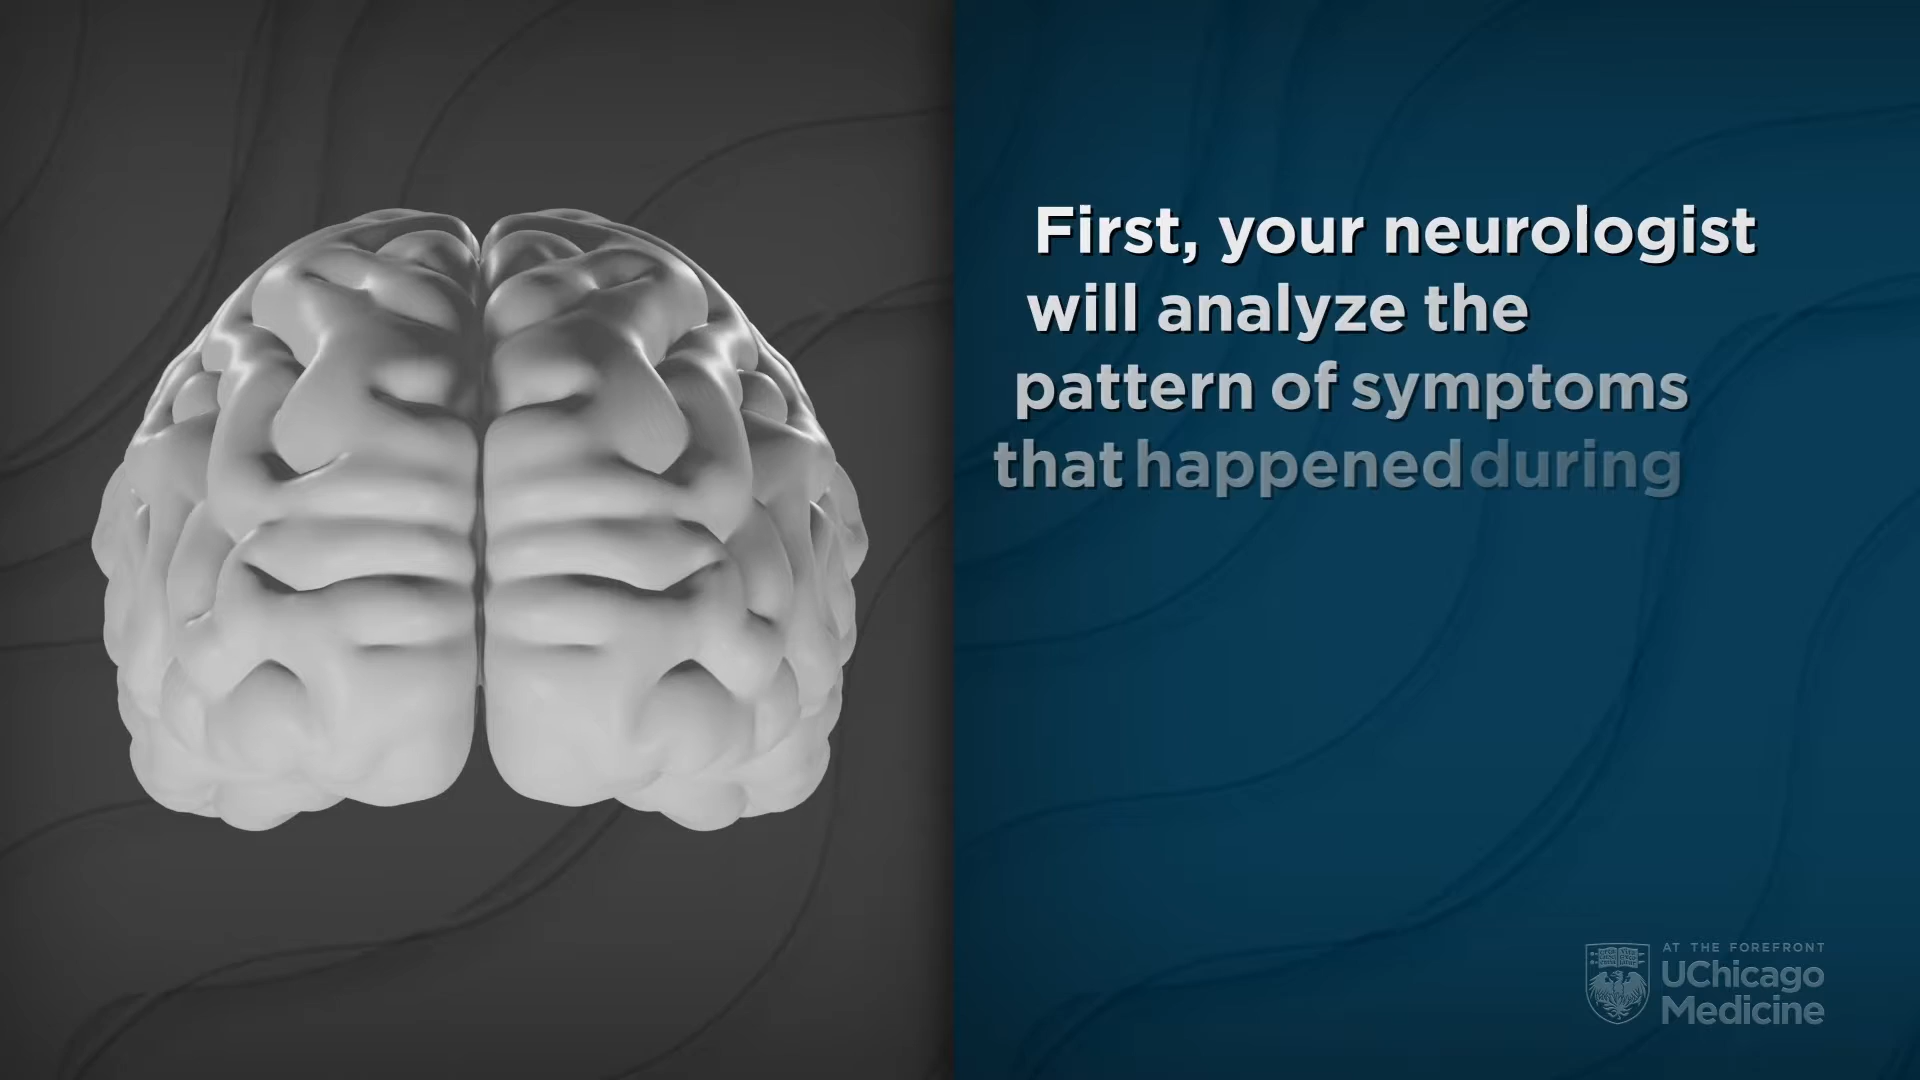 First, your neurologist
will analyze the
pattern of symptoms
that happened during
AT THE FOREFRONT
UChicago
Medicine